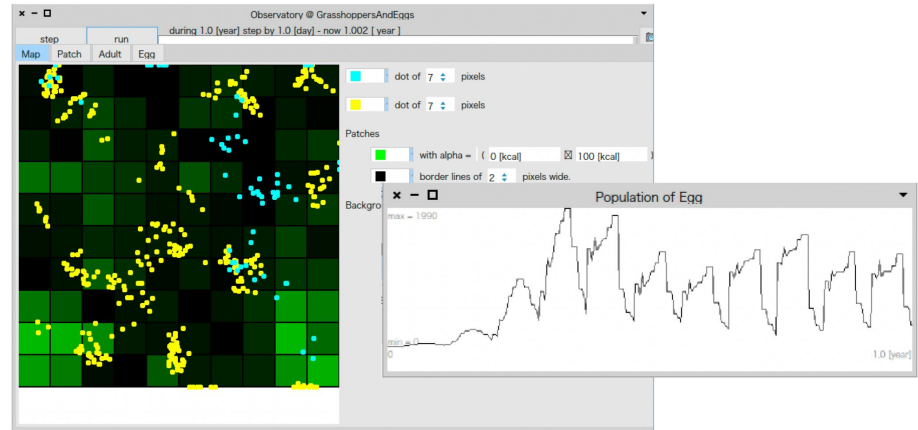 Observatory @ GrasshoppersAndEggs
step run during 1.0 [year] step by 1.0 [day] - now 1.002 [ year ]
Map Patch Adult Egg
dot of 7 pixels
dot of 7 pixels
Patches
with alpha = ( 0 [kcal] 100 [kcal] )
border lines of 2 pixels wide.
Backgro
Population of Egg
max = 1990
min = 0
0 1.0 [year]